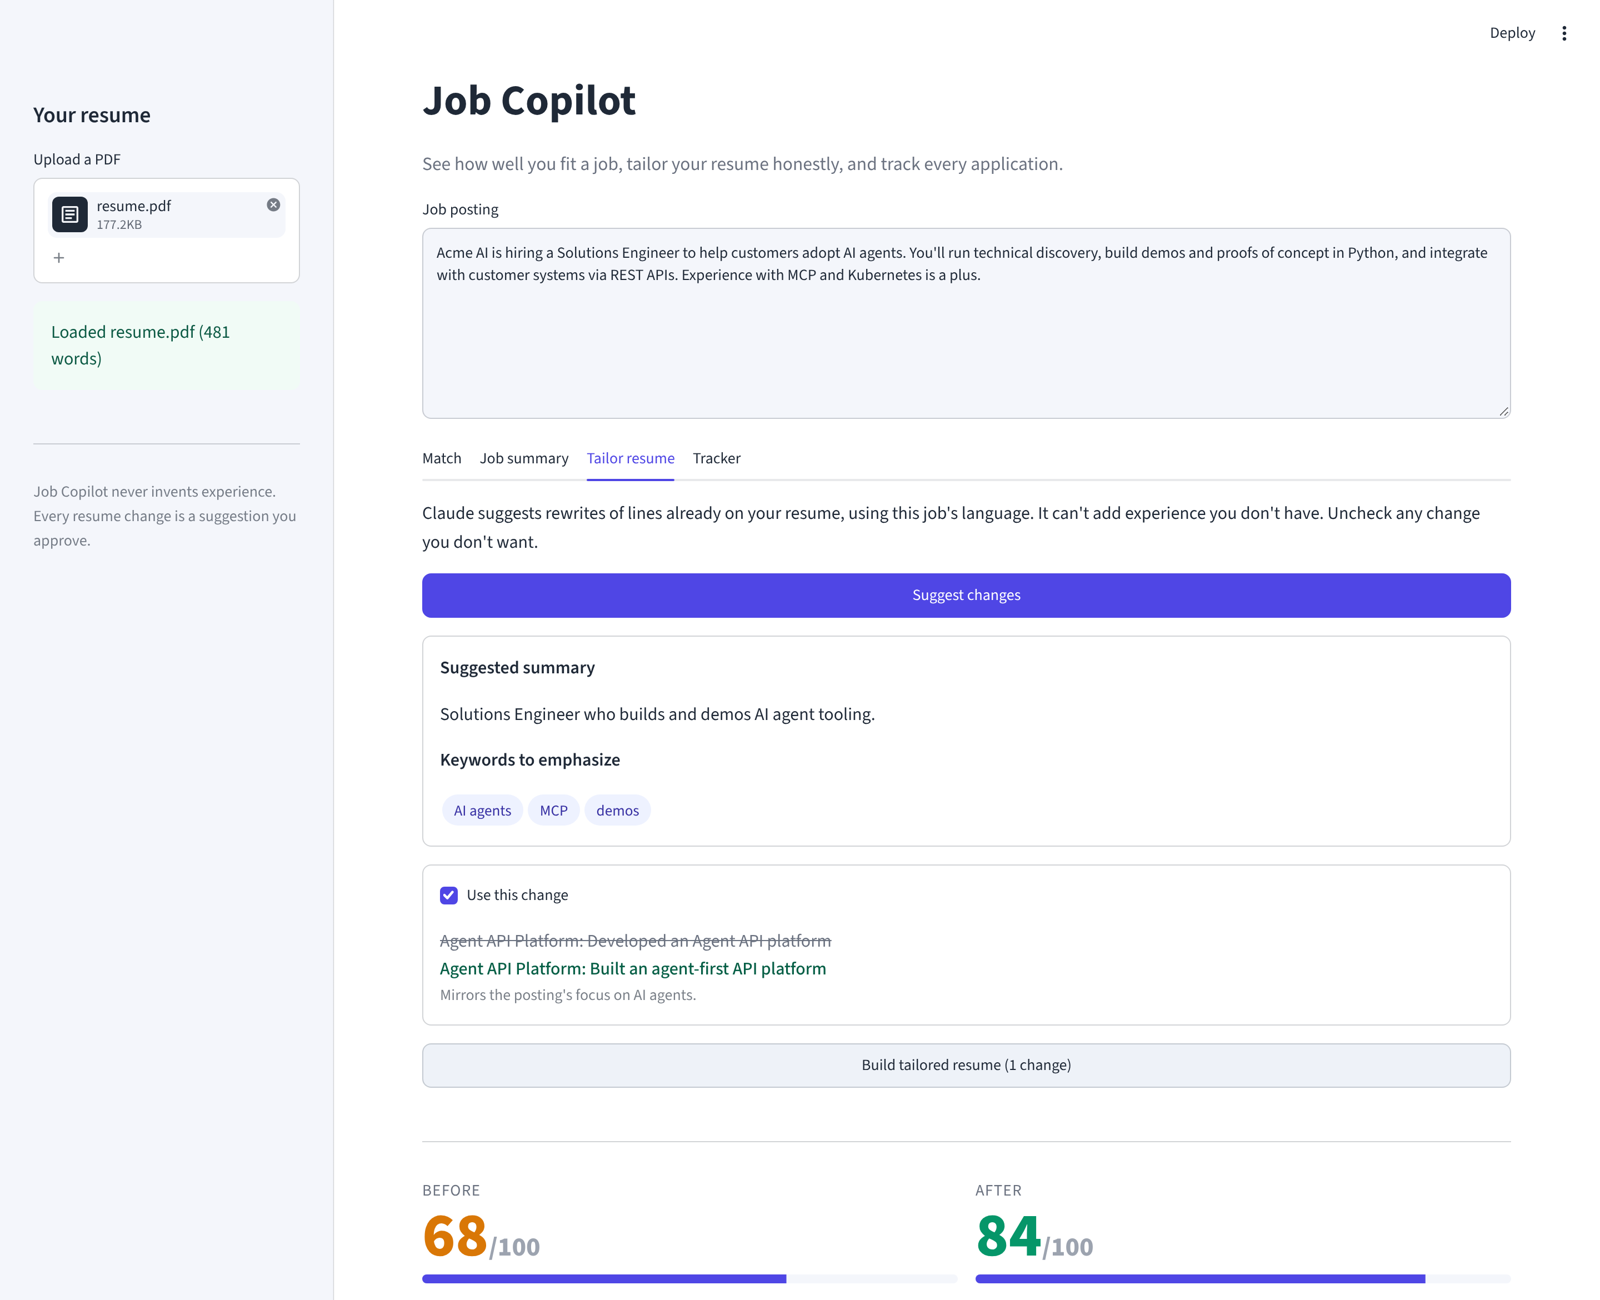 Deploy
Your resume
Upload a PDF
resume.pdf
177.2KB
Loaded resume.pdf (481
words)
Job Copilot never invents experience.
Every resume change is a suggestion you
approve.
Job Copilot
See how well you fit a job, tailor your resume honestly, and track every application.
Job posting
Acme AI is hiring a Solutions Engineer to help customers adopt AI agents. You'll run technical discovery, build demos and proofs of concept in Python, and integrate
with customer systems via REST APIs. Experience with MCP and Kubernetes is a plus.
Match Job summary Tailor resume Tracker
Claude suggests rewrites of lines already on your resume, using this job's language. It can't add experience you don't have. Uncheck any change
you don't want.
Suggest changes
Suggested summary
Solutions Engineer who builds and demos AI agent tooling.
Keywords to emphasize
AI agents MCP demos
Use this change
Agent API Platform: Developed an Agent API platform
Agent API Platform: Built an agent-first API platform
Mirrors the posting's focus on AI agents.
Build tailored resume (1 change)
BEFORE
68/100
AFTER
84/100